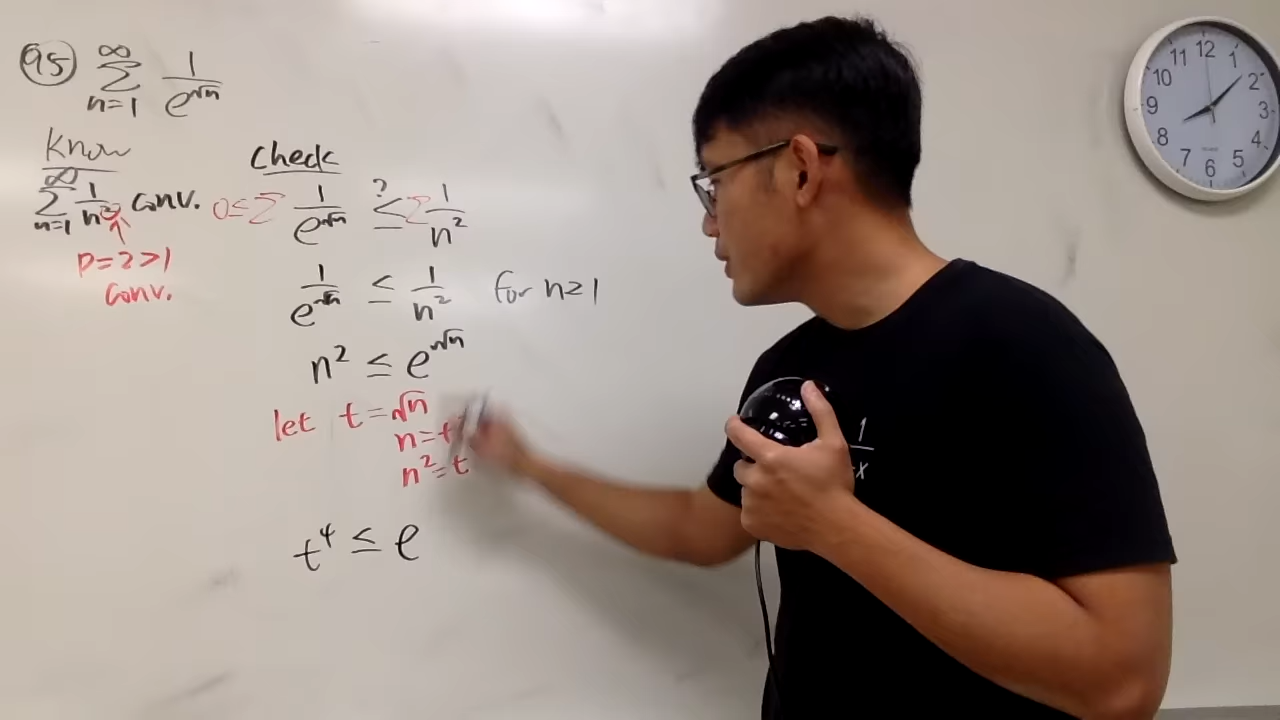 95 ∞∑n=1 1/e^√n
Know
∞∑n=1 1/n² conv.
p=2>1
conv.
check
0≤∑ 1/e^√n ?≤ ∑ 1/n²
1/e^√n ≤ 1/n² for n≥1
n² ≤ e^√n
let t=√n
n=t
n²=t
t⁴ ≤ e
1
x
12 1 2 3 4 5 6 7 8 9 10 11